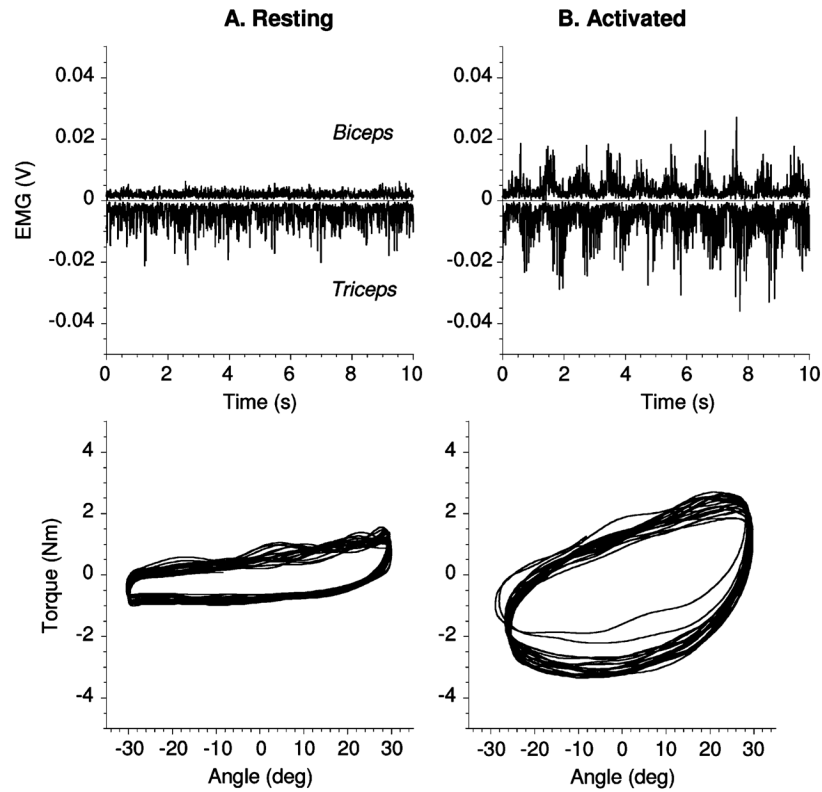 A. Resting
B. Activated
0.04
0.02
0
-0.02
-0.04
EMG (V)
Biceps
Triceps
0 2 4 6 8 10
Time (s)
0.04
0.02
0
-0.02
-0.04
0 2 4 6 8 10
Time (s)
4
2
0
-2
-4
Torque (Nm)
-30 -20 -10 0 10 20 30
Angle (deg)
4
2
0
-2
-4
-30 -20 -10 0 10 20 30
Angle (deg)